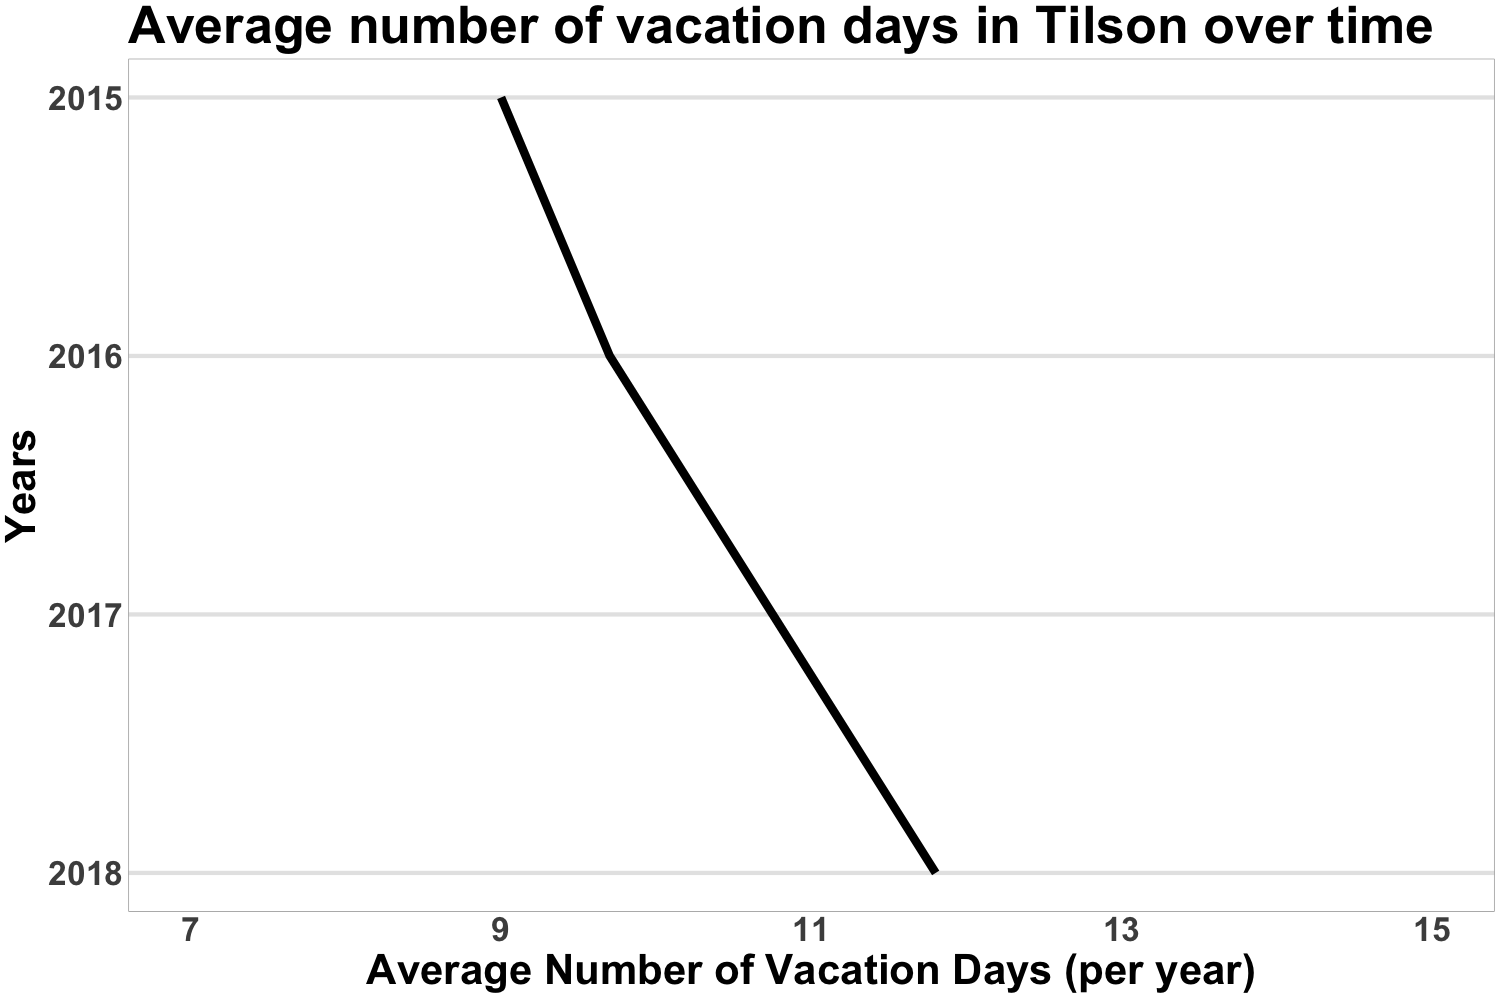 Average number of vacation days in Tilson over time
2015
2016
2017
2018
Years
7 9 11 13 15
Average Number of Vacation Days (per year)